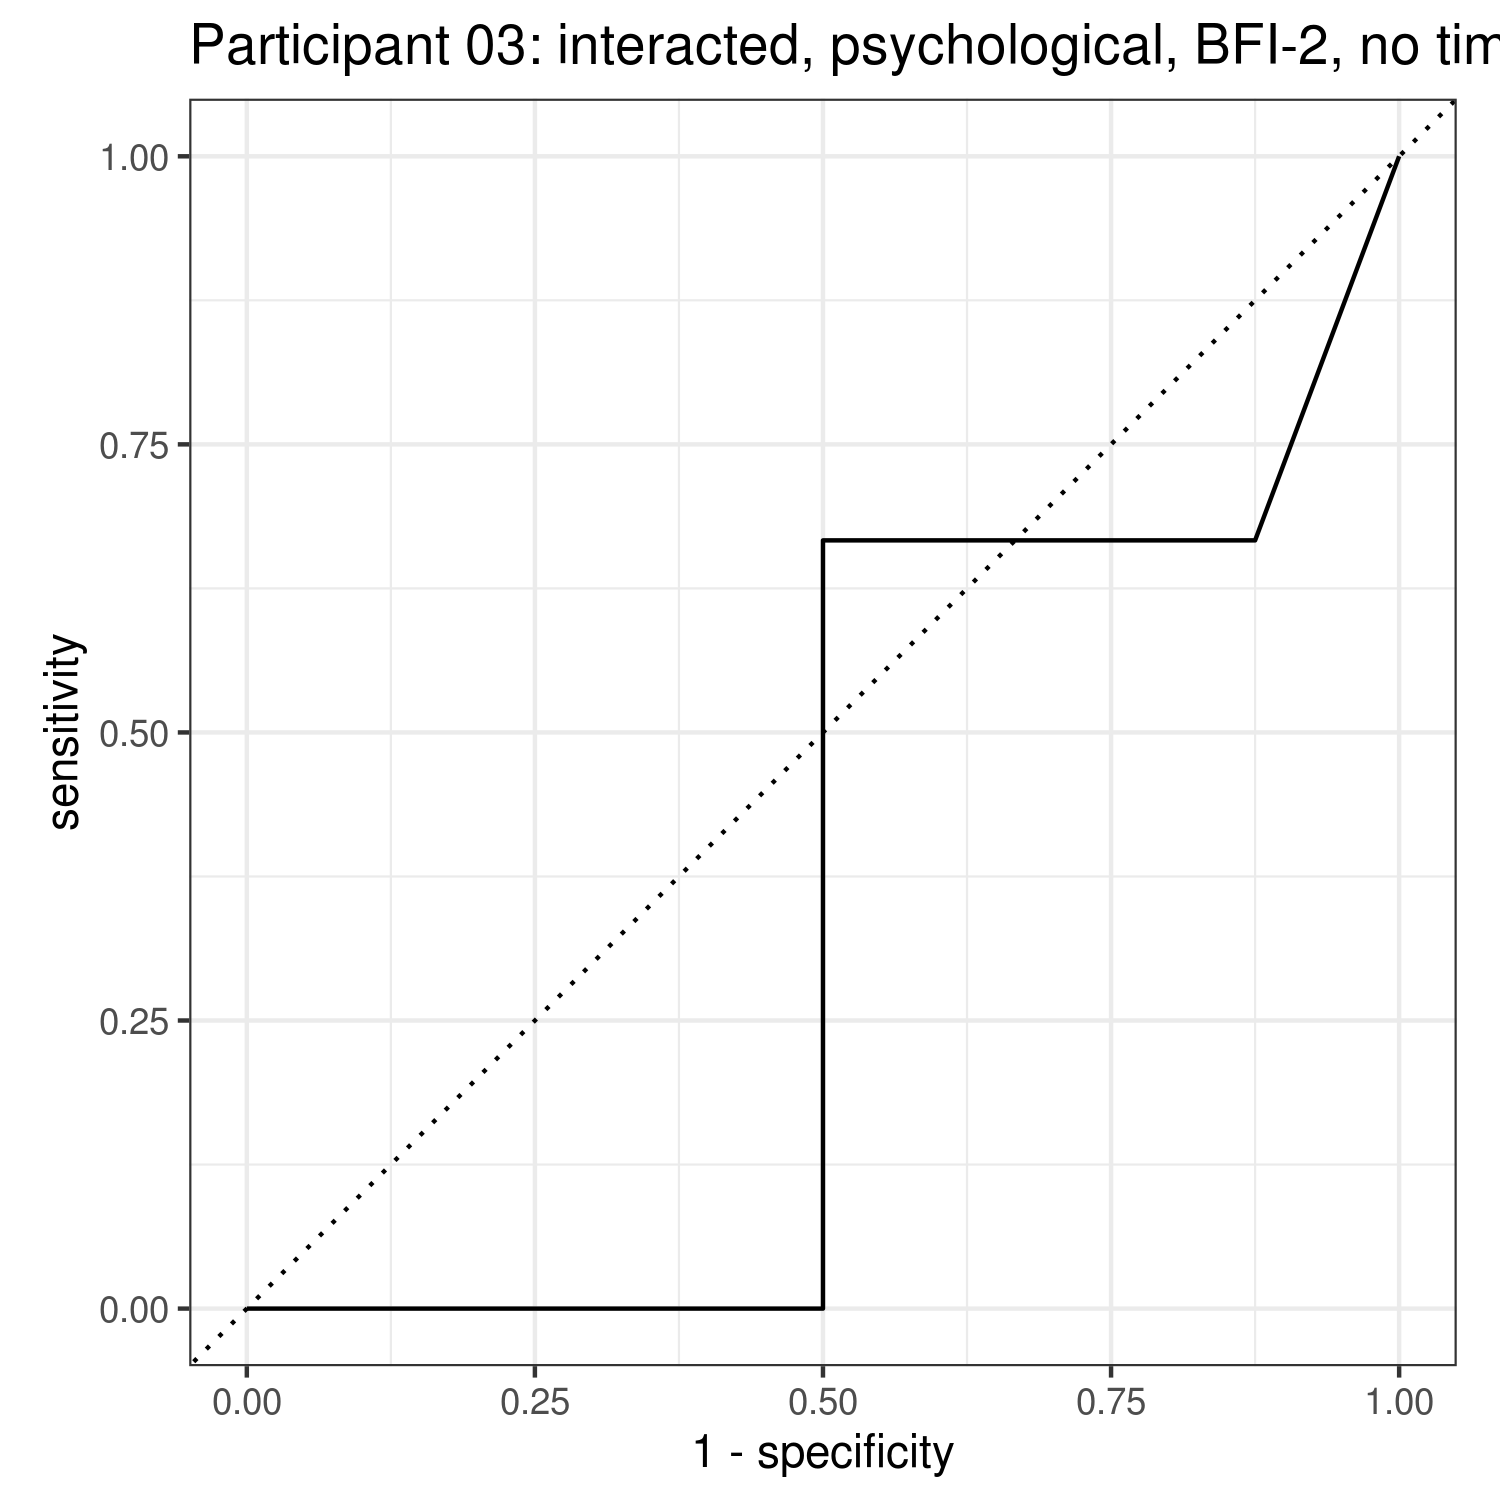 Participant 03: interacted, psychological, BFI-2, no tim
1.00
0.75
0.50
0.25
0.00
sensitivity
0.00 0.25 0.50 0.75 1.00
1 - specificity